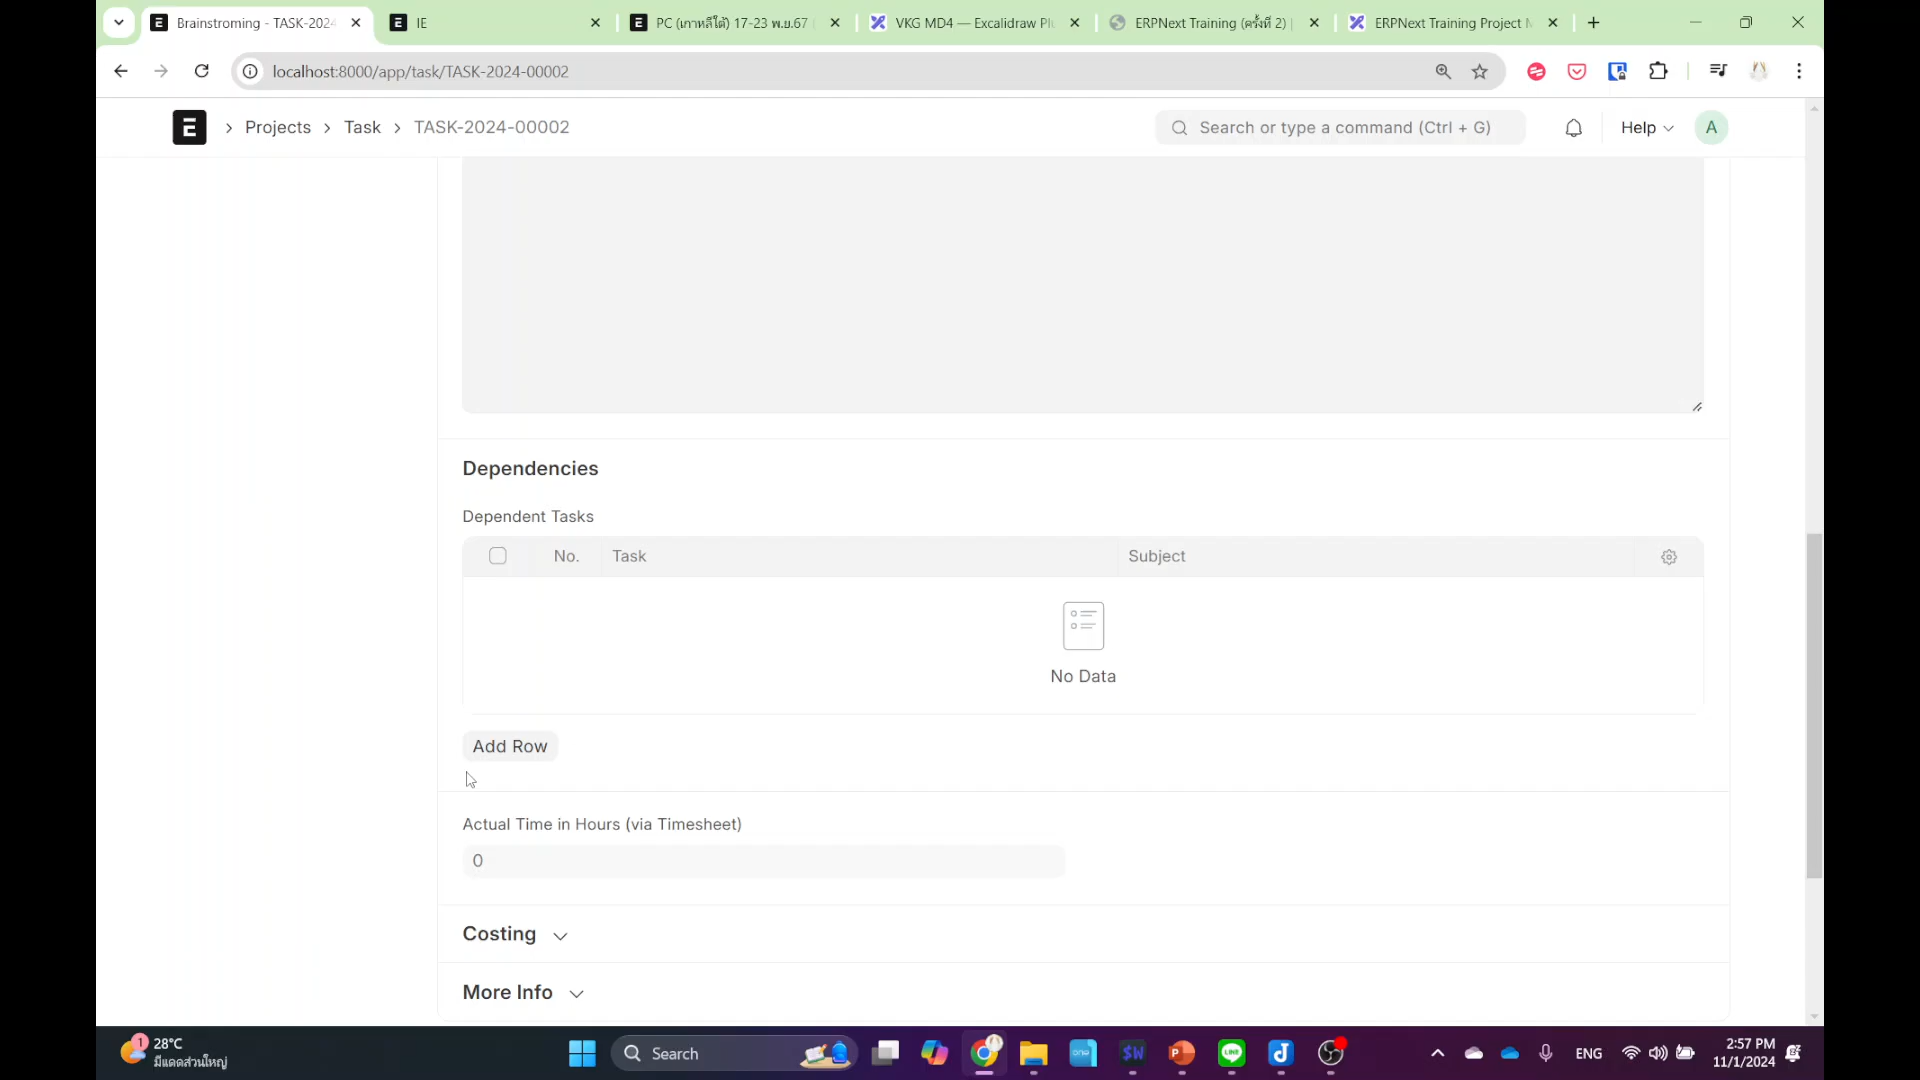 Brainstroming - TASK-2024
IE
PC (เกาหลีใต้) 17-23 พ.ย.67
VKG MD4 — Excalidraw Pl
ERPNext Training (ครั้งที่ 2) |
ERPNext Training Project M
localhost:8000/app/task/TASK-2024-00002
Projects
Task
TASK-2024-00002
Search or type a command (Ctrl + G)
Help
A
Dependencies
Dependent Tasks
No.
Task
Subject
No Data
Add Row
Actual Time in Hours (via Timesheet)
0
Costing
More Info
1
28°C
มีแดดส่วนใหญ่
Search
ENG
2:57 PM
11/1/2024